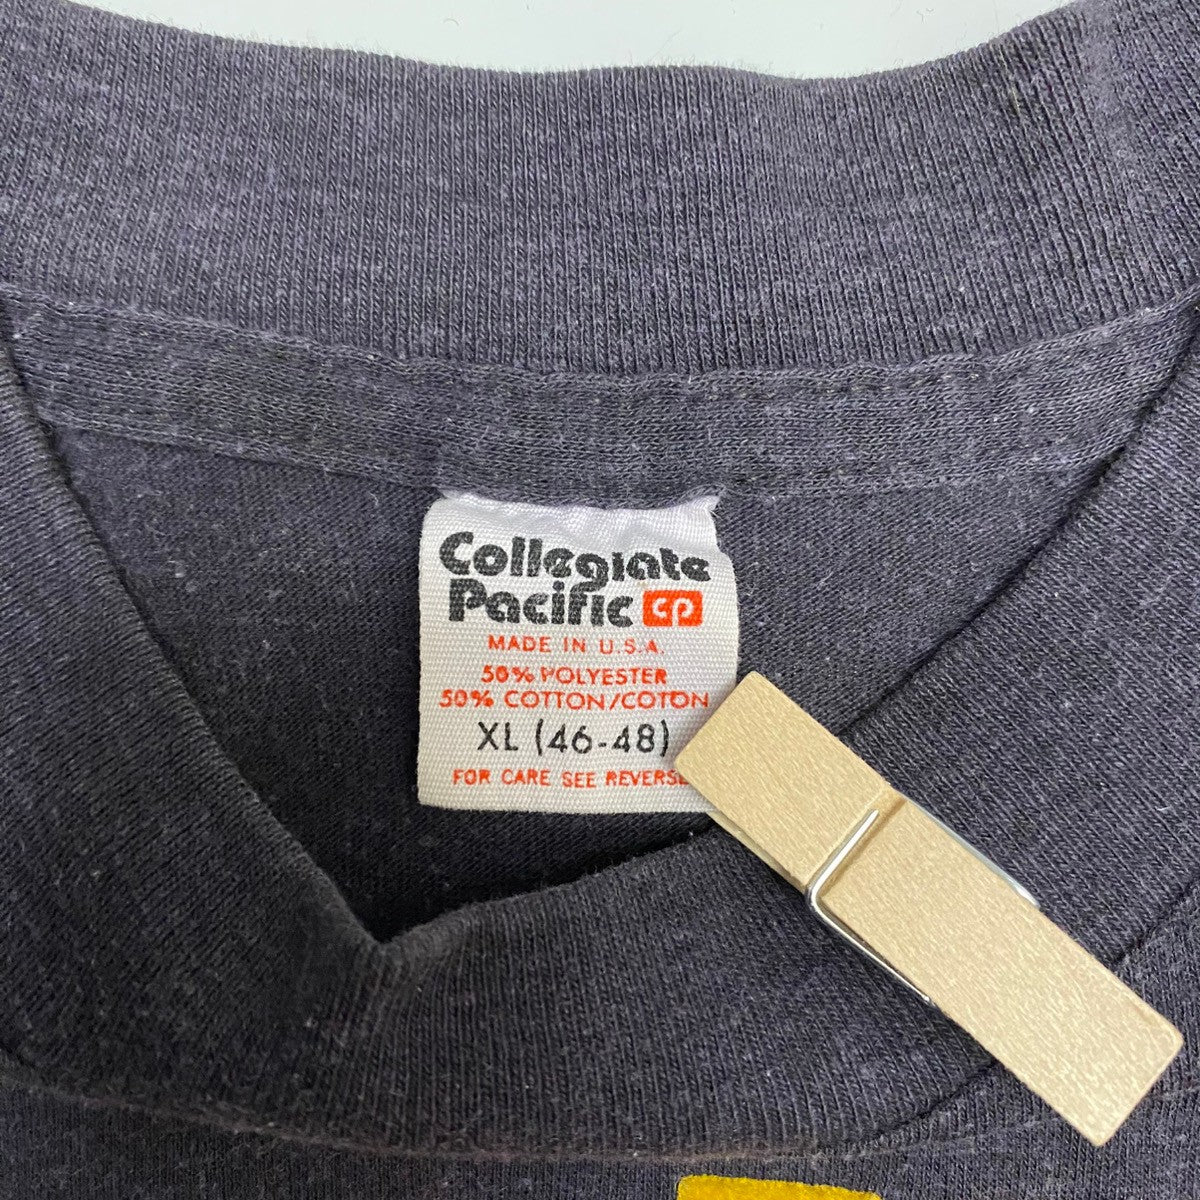 Collegiate
Pacific cp
MADE IN U.S.A.
50% POLYESTER
50% COTTON/COTON
XL (46-48)
FOR CARE SEE REVERSE